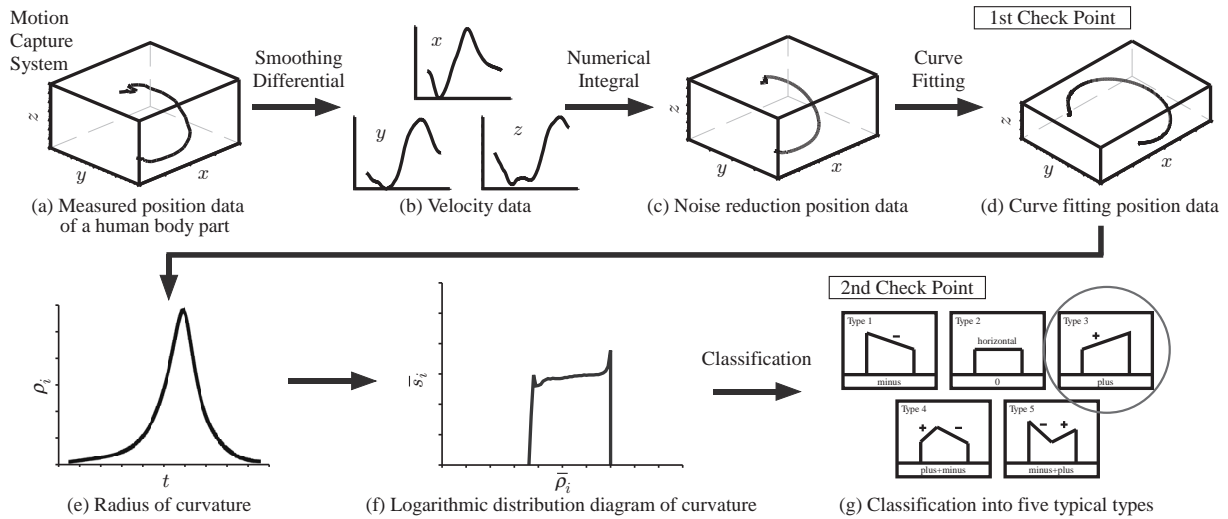 Motion
Capture
System
z
y
x
(a) Measured position data
of a human body part
Smoothing
Differential
x
y
z
(b) Velocity data
Numerical
Integral
z
y
x
(c) Noise reduction position data
Curve
Fitting
1st Check Point
z
y
x
(d) Curve fitting position data
ρi
t
(e) Radius of curvature
s̅i
ρ̅i
(f) Logarithmic distribution diagram of curvature
Classification
2nd Check Point
Type 1
-
minus
Type 2
horizontal
0
Type 3
+
plus
Type 4
+ -
plus+minus
Type 5
- +
minus+plus
(g) Classification into five typical types